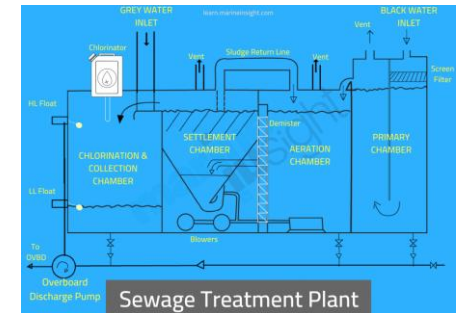 GREY WATER
INLET
learn.marineinsight.com
BLACK WATER
INLET
Vent
Chlorinator
Vent
Sludge Return Line
Vent
Screen
Filter
HL Float
Demister
SETTLEMENT
CHAMBER
AERATION
CHAMBER
PRIMARY
CHAMBER
CHLORINATION &
COLLECTION
CHAMBER
LL Float
Blowers
To
OVBD
Overboard
Discharge Pump
Sewage Treatment Plant